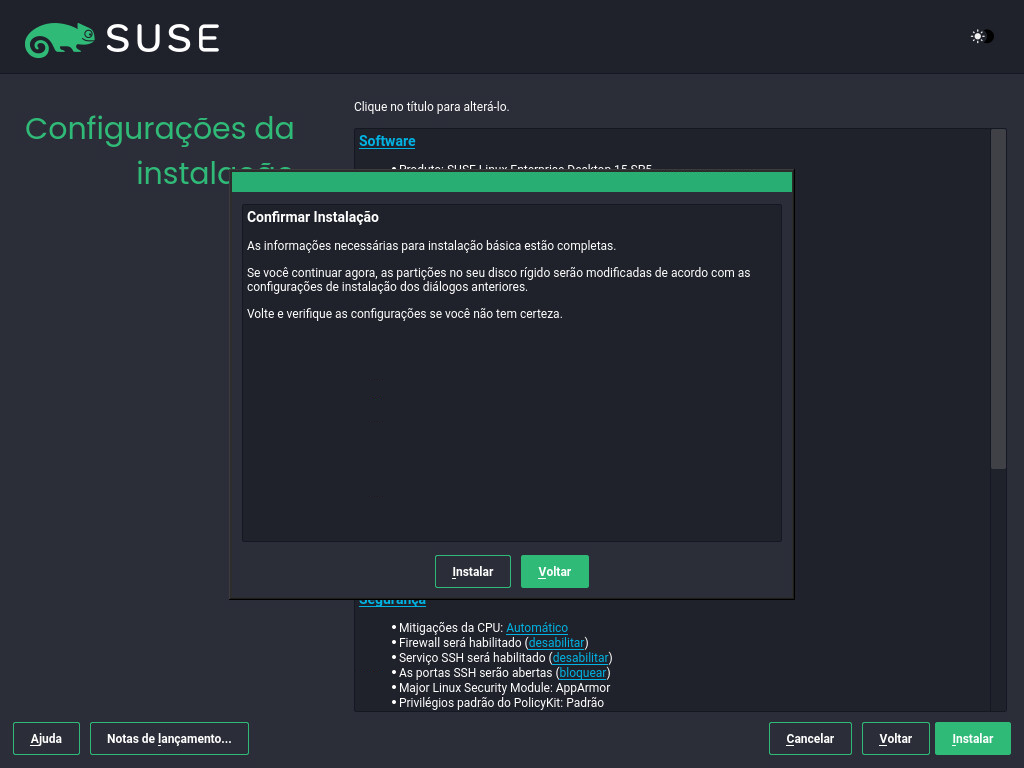 SUSE
Configurações da
Clique no título para alterá-lo.
Software
Produto: SUSE Linux Enterprise Desktop 15 SP5
Confirmar Instalação
As informações necessárias para instalação básica estão completas.
Se você continuar agora, as partições no seu disco rígido serão modificadas de acordo com as
configurações de instalação dos diálogos anteriores.
Volte e verifique as configurações se você não tem certeza.
Instalar
Voltar
Segurança
• Mitigações da CPU: Automático
• Firewall será habilitado (desabilitar)
• Serviço SSH será habilitado (desabilitar)
• As portas SSH serão abertas (bloquear)
• Major Linux Security Module: AppArmor
• Privilégios padrão do PolicyKit: Padrão
Ajuda
Notas de lançamento...
Cancelar
Voltar
Instalar